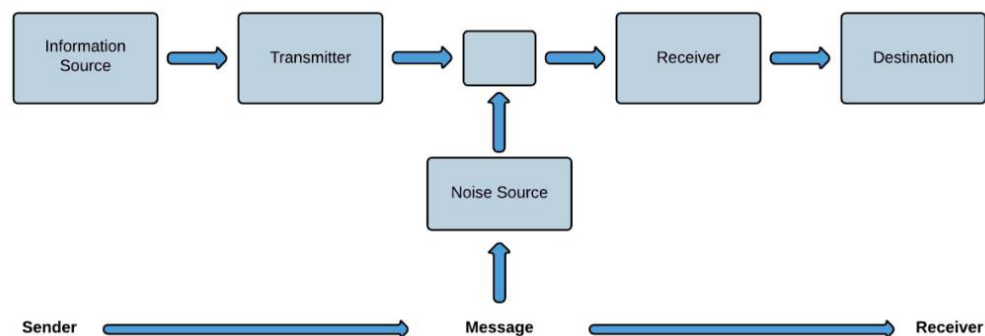 Information
Source
Transmitter
Receiver
Destination
Noise Source
Sender
Message
Receiver